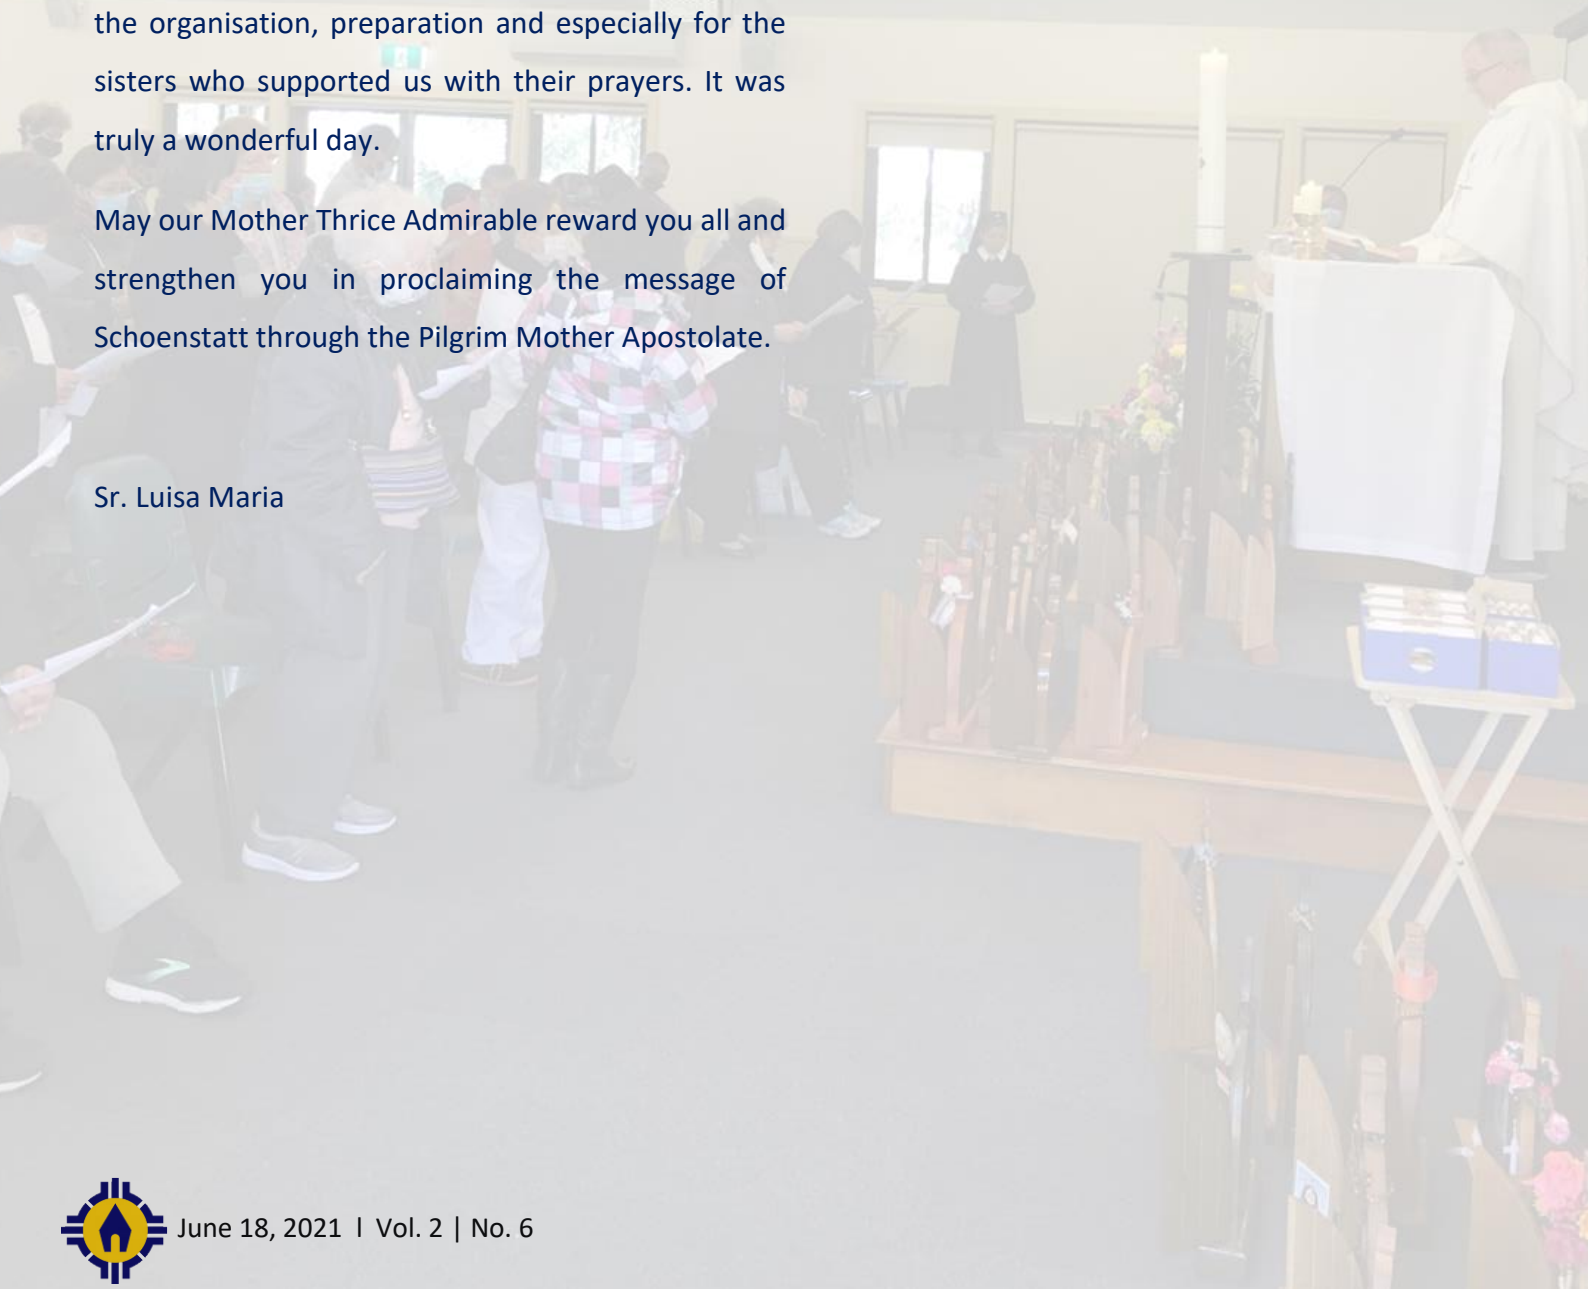 the organisation, preparation and especially for the
sisters who supported us with their prayers. It was
truly a wonderful day.
May our Mother Thrice Admirable reward you all and
strengthen you in proclaiming the message of
Schoenstatt through the Pilgrim Mother Apostolate.
Sr. Luisa Maria
June 18, 2021 l Vol. 2 | No. 6